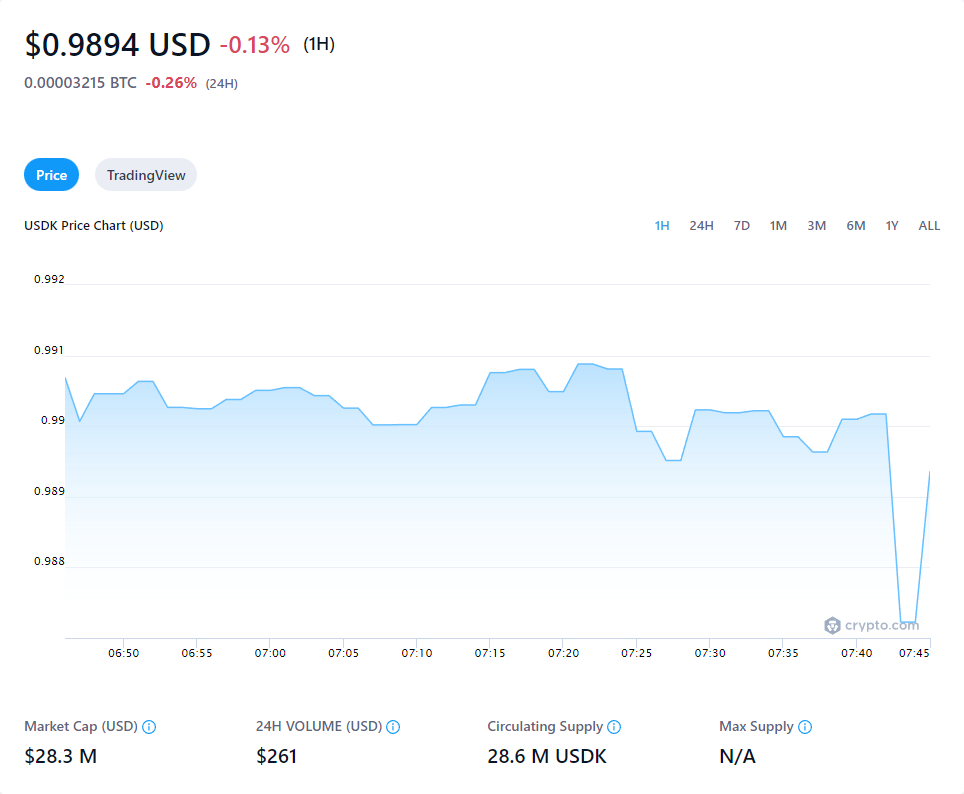 $0.9894 USD -0.13% (1H)
0.00003215 BTC -0.26% (24H)
Price TradingView
USDK Price Chart (USD) 1H 24H 7D 1M 3M 6M 1Y ALL
0.992
0.991
0.99
0.989
0.988
crypto.com
06:50 06:55 07:00 07:05 07:10 07:15 07:20 07:25 07:30 07:35 07:40 07:45
Market Cap (USD) 24H VOLUME (USD) Circulating Supply Max Supply
$28.3 M $261 28.6 M USDK N/A